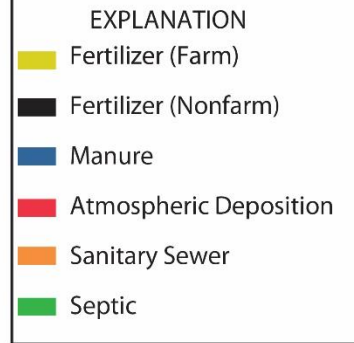 EXPLANATION
Fertilizer (Farm)
Fertilizer (Nonfarm)
Manure
Atmospheric Deposition
Sanitary Sewer
Septic